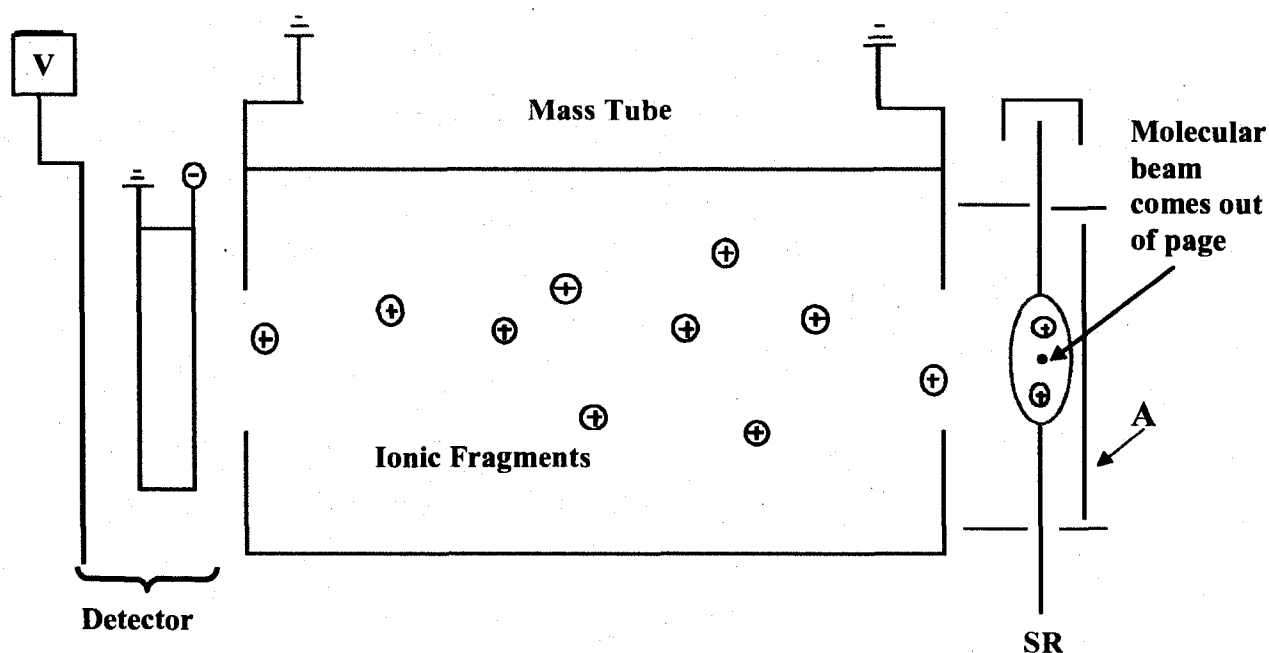 V
Mass Tube
Molecular
beam
comes out
of page
A
Ionic Fragments
Detector
SR